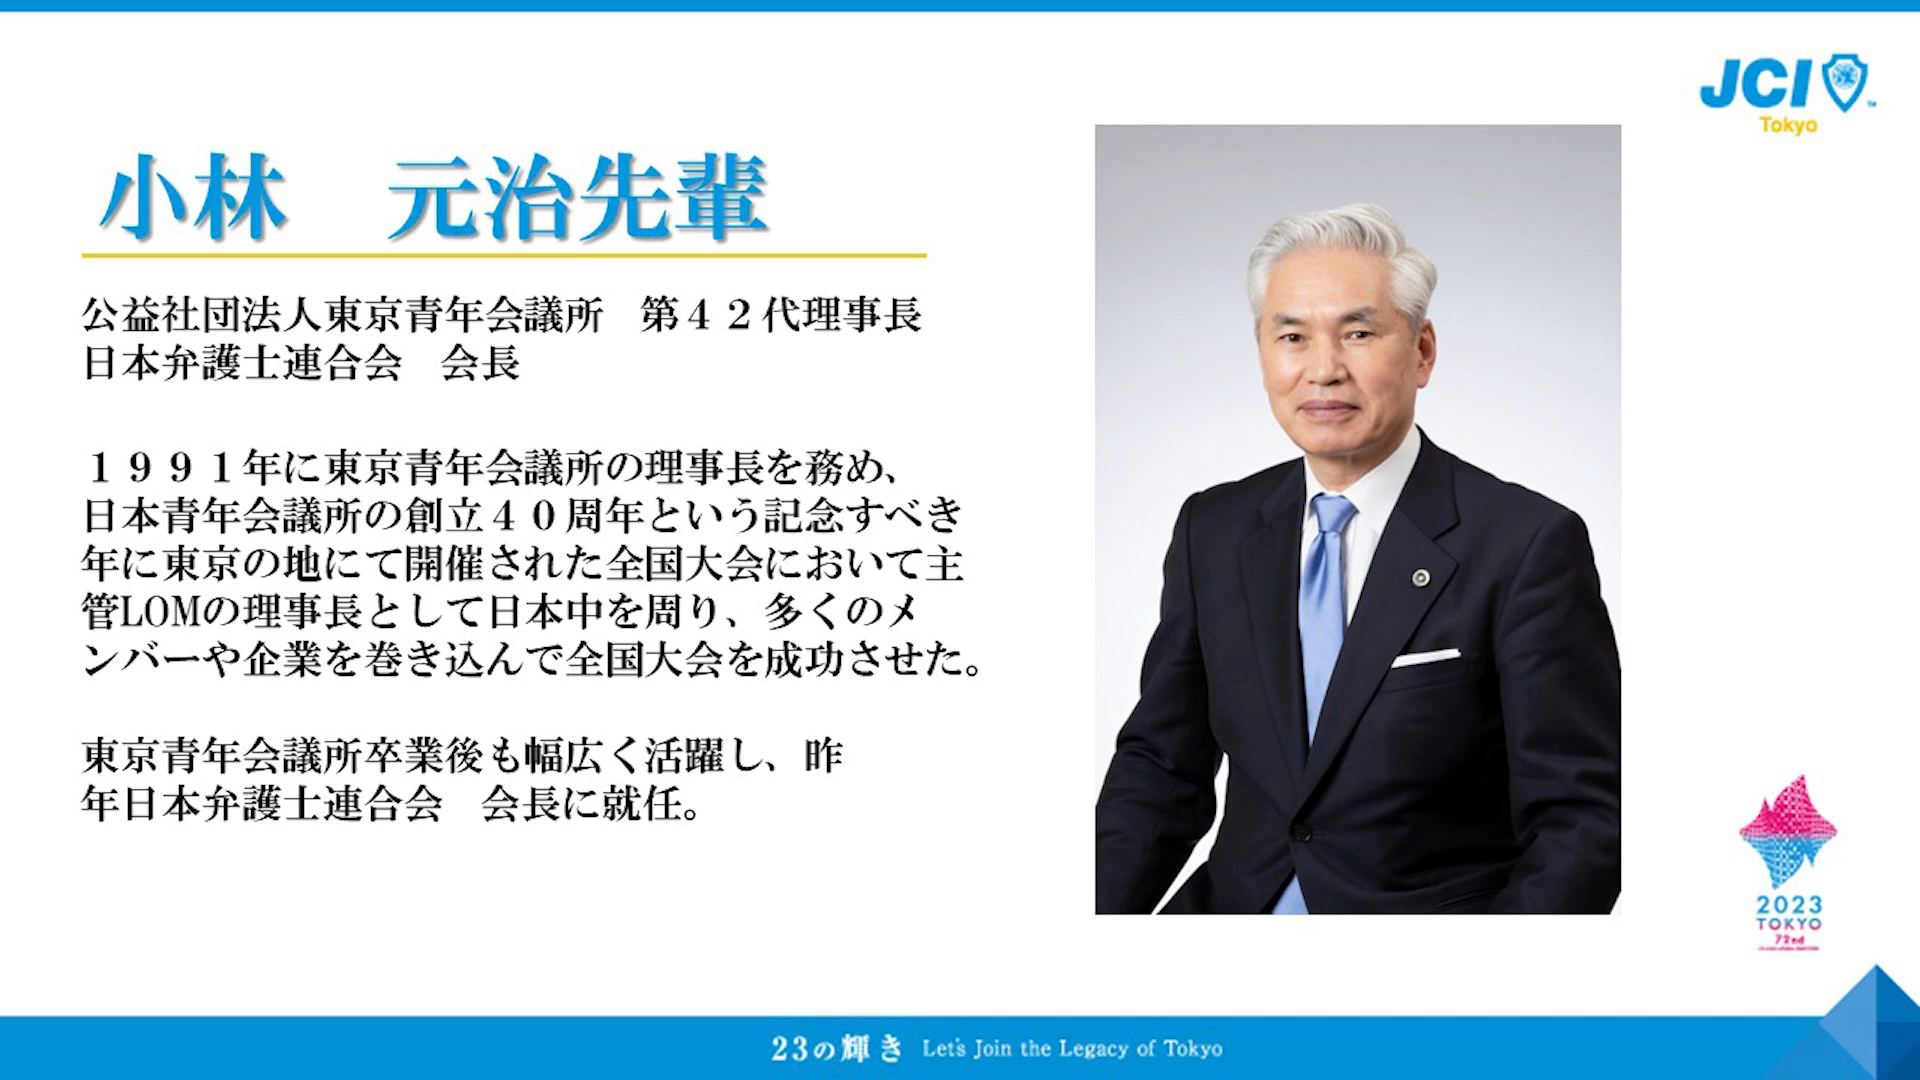 JCI
Tokyo
小林　元治先輩
公益社団法人東京青年会議所　第４２代理事長
日本弁護士連合会　会長
１９９１年に東京青年会議所の理事長を務め、
日本青年会議所の創立４０周年という記念すべき
年に東京の地にて開催された全国大会において主
管LOMの理事長として日本中を周り、多くのメ
ンバーや企業を巻き込んで全国大会を成功させた。
東京青年会議所卒業後も幅広く活躍し、昨
年日本弁護士連合会　会長に就任。
2023
TOKYO
72nd
23の輝き Let's Join the Legacy of Tokyo